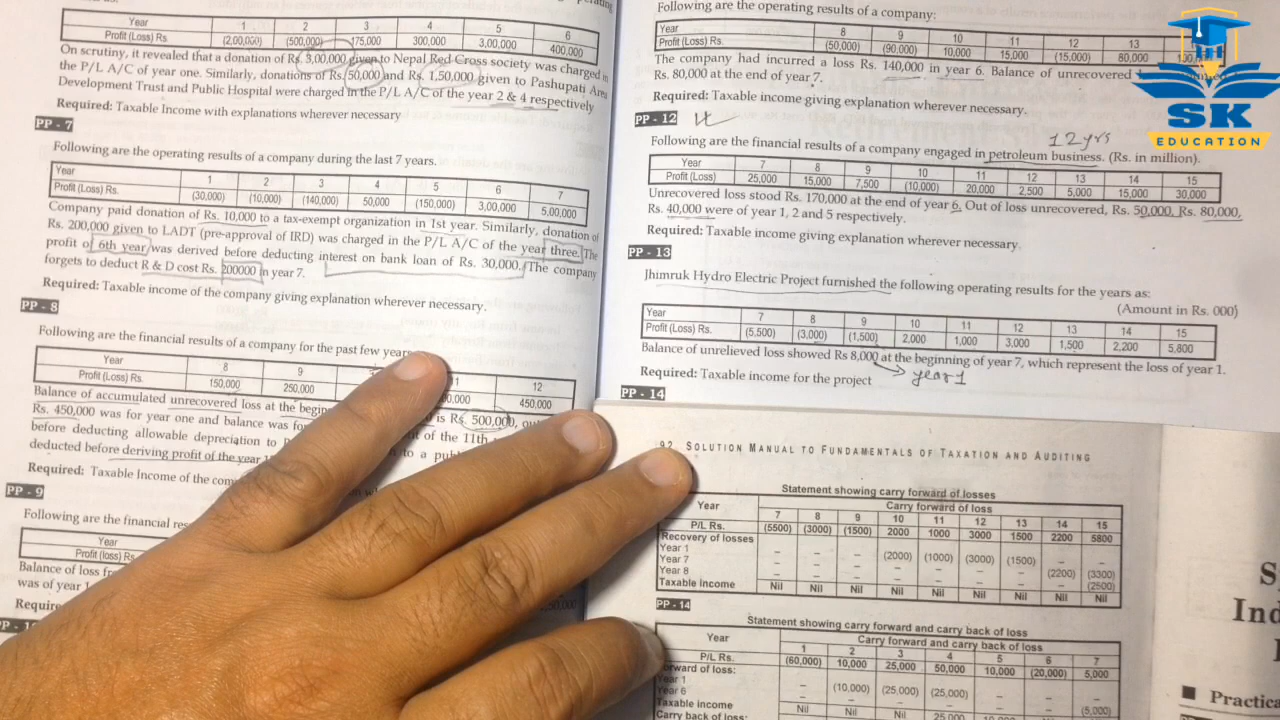 Year 1 2 3 4 5 6
Profit (Loss) Rs. (2,00,000) (500,000) 175,000 300,000 3,00,000 400,000
On scrutiny, it revealed that a donation of Rs. 3,00,000 given to Nepal Red Cross society was charged in
the P/L A/C of year one. Similarly, donations of Rs. 50,000 and Rs. 1,50,000 given to Pashupati Area
Development Trust and Public Hospital were charged in the P/L A/C of the year 2 & 4 respectively
Required: Taxable Income with explanations wherever necessary
PP - 7
Following are the operating results of a company during the last 7 years.
Year 1 2 3 4 5 6 7
Profit (Loss) Rs. (30,000) (10,000) (140,000) 50,000 (150,000) 3,00,000 5,00,000
Company paid donation of Rs. 10,000 to a tax-exempt organization in 1st year. Similarly, donation of
Rs. 200,000 given to LADT (pre-approval of IRD) was charged in the P/L A/C of the year three. The
profit of 6th year was derived before deducting interest on bank loan of Rs. 30,000. The company
forgets to deduct R & D cost Rs. 200000 in year 7.
Required: Taxable income of the company giving explanation wherever necessary.
PP - 8
Following are the financial results of a company for the past few years
Year 8 9 12
Profit (Loss) Rs. 150,000 250,000 450,000
Balance of accumulated unrecovered loss at the is Rs. 500,000,
Rs. 450,000 was for year one and balance was
before deducting allowable depreciation to of the 11th
deducted before deriving profit of the year to a
Required: Taxable Income of the
PP - 9
Following are the financial
Year
Profit (loss) Rs.
Balance of loss
was of year
Following are the operating results of a company:
Year 8 9 10 11 12 13
Profit (Loss) Rs. (50,000) (90,000) 10,000 15,000 (15,000) 80,000
The company had incurred a loss Rs. 140,000 in year 6. Balance of unrecovered
Rs. 80,000 at the end of year 7.
Required: Taxable income giving explanation wherever necessary.
PP - 12
12 yrs
Following are the financial results of a company engaged in petroleum business. (Rs. in million).
Year 7 8 9 10 11 12 13 14 15
Profit (Loss) 25,000 15,000 7,500 (10,000) 20,000 2,500 5,000 15,000 30,000
Unrecovered loss stood Rs. 170,000 at the end of year 6. Out of loss unrecovered, Rs. 50,000, Rs. 80,000,
Rs. 40,000 were of year 1, 2 and 5 respectively.
Required: Taxable income giving explanation wherever necessary.
PP - 13
Jhimruk Hydro Electric Project furnished the following operating results for the years as:
(Amount in Rs. 000)
Year 7 8 9 10 11 12 13 14 15
Profit (Loss) Rs. (5,500) (3,000) (1,500) 2,000 1,000 3,000 1,500 2,200 5,800
Balance of unrelieved loss showed Rs 8,000 at the beginning of year 7, which represent the loss of year 1.
year 1
Required: Taxable income for the project
PP - 14
92 SOLUTION MANUAL TO FUNDAMENTALS OF TAXATION AND AUDITING
Statement showing carry forward of losses
Year Carry forward of loss
7 8 9 10 11 12 13 14 15
P/L Rs. (5500) (3000) (1500) 2000 1000 3000 1500 2200 5800
Recovery of losses
Year 1 – – – (2000) (1000) (3000) (1500) – –
Year 7 – – – – – – – (2200) (3300)
Year 8 – – – – – – – – (2500)
Taxable income Nil Nil Nil Nil Nil Nil Nil Nil Nil
PP - 14
Statement showing carry forward and carry back of loss
Year Carry forward and carry back of loss
1 2 3 4 5 6 7
P/L Rs. (60,000) 10,000 25,000 50,000 10,000 (20,000) 5,000
forward of loss:
Year 1 – (10,000) (25,000) (25,000) – – –
Year 6 – – – – – – (5,000)
Taxable income Nil Nil Nil
Carry back of loss:
Practica
SK
EDUCATION